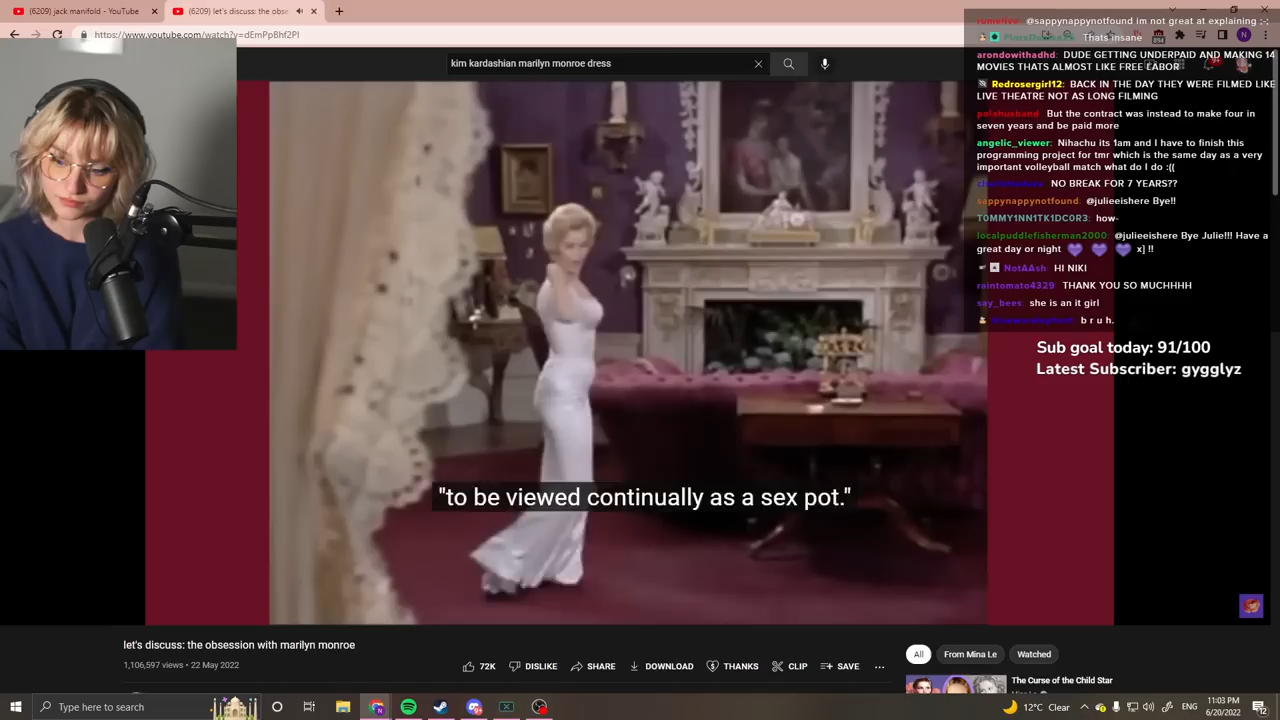 (6209) jack manifold - YouTube
(6209) let's discuss: the obsess
https://www.youtube.com/watch?v=dEmPpBhf2PI
kim kardashian marilyn monroe dress
@sappynappynotfound im not great at explaining :-:
Thats insane
arondowithadhd: DUDE GETTING UNDERPAID AND MAKING 14
MOVIES THATS ALMOST LIKE FREE LABOR
Redrosergirl12: BACK IN THE DAY THEY WERE FILMED LIKE
LIVE THEATRE NOT AS LONG FILMING
But the contract was instead to make four in
seven years and be paid more
angelic_viewer: Nihachu its 1am and I have to finish this
programming project for tmr which is the same day as a very
important volleyball match what do I do :((
NO BREAK FOR 7 YEARS??
sappynappynotfound: @julieeishere Bye!!
T0MMY1NN1TK1DC0R3: how-
localpuddlefisherman2000: @julieeishere Bye Julie!!! Have a
great day or night x] !!
NotAAsh: HI NIKI
raintomato4329: THANK YOU SO MUCHHHH
say_bees: she is an it girl
b r u h.
Sub goal today: 91/100
Latest Subscriber: gygglyz
"to be viewed continually as a sex pot."
let's discuss: the obsession with marilyn monroe
1,106,597 views • 22 May 2022
72K DISLIKE SHARE DOWNLOAD THANKS CLIP SAVE
All From Mina Le Watched
The Curse of the Child Star
Type here to search
12°C Clear
11:03 PM
6/20/2022
12